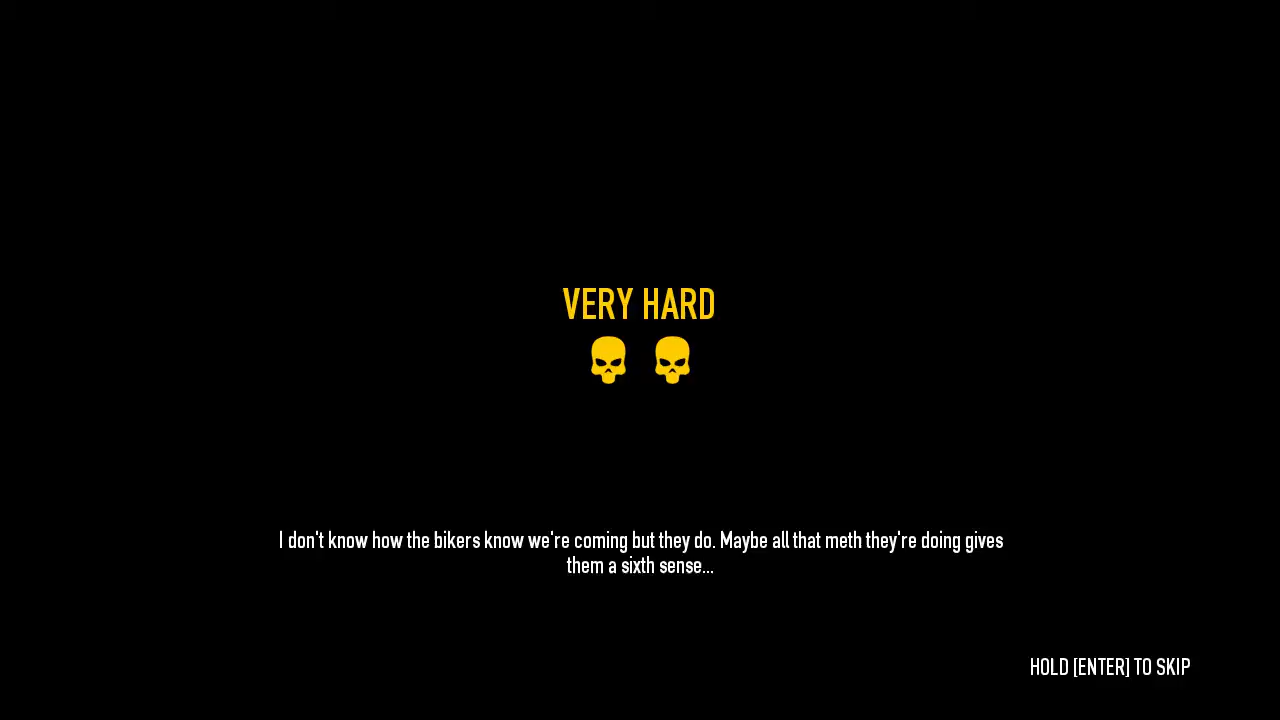 VERY HARD
I don't know how the bikers know we're coming but they do. Maybe all that meth they're doing gives
them a sixth sense...
HOLD [ENTER] TO SKIP